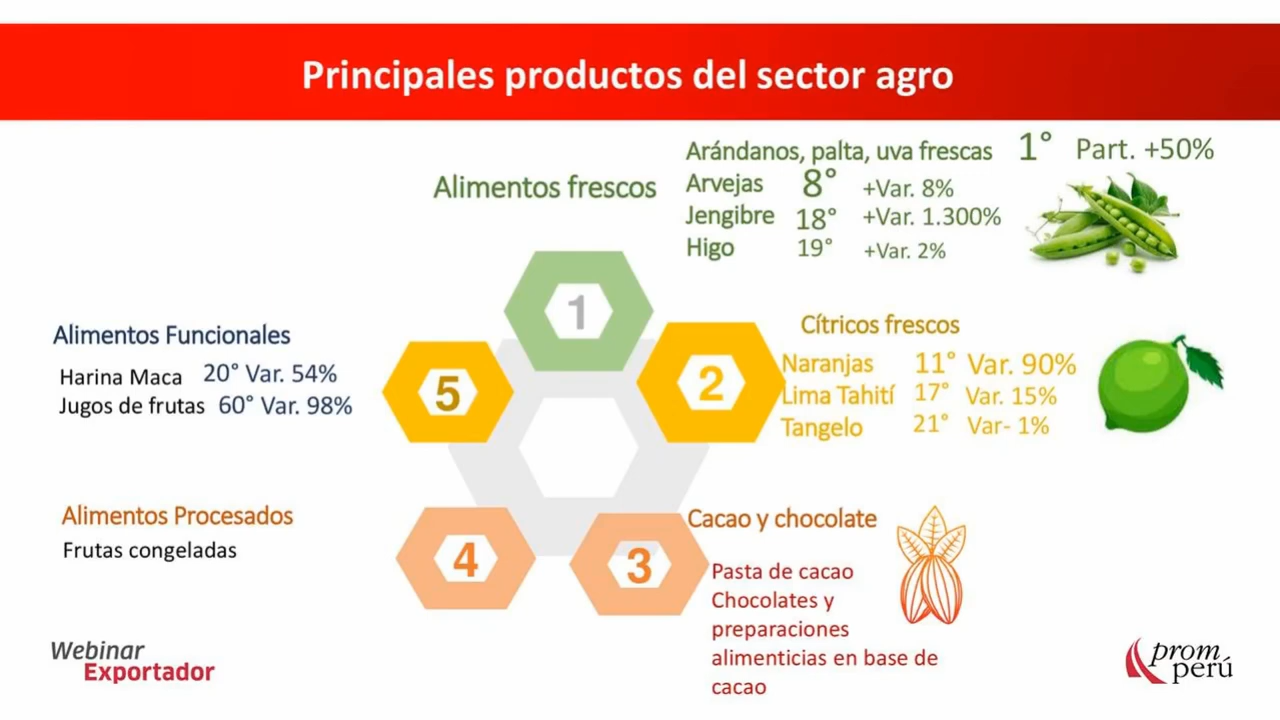 Principales productos del sector agro
Alimentos frescos
Arándanos, palta, uva frescas 1° Part. +50%
Arvejas 8° +Var. 8%
Jengibre 18° +Var. 1.300%
Higo 19° +Var. 2%
1
Cítricos frescos
Naranjas 11° Var. 90%
Lima Tahití 17° Var. 15%
Tangelo 21° Var- 1%
2
Alimentos Funcionales
Harina Maca 20° Var. 54%
Jugos de frutas 60° Var. 98%
5
Alimentos Procesados
Frutas congeladas
4
3
Cacao y chocolate
Pasta de cacao
Chocolates y
preparaciones
alimenticias en base de
cacao
Webinar
Exportador
prom
perú